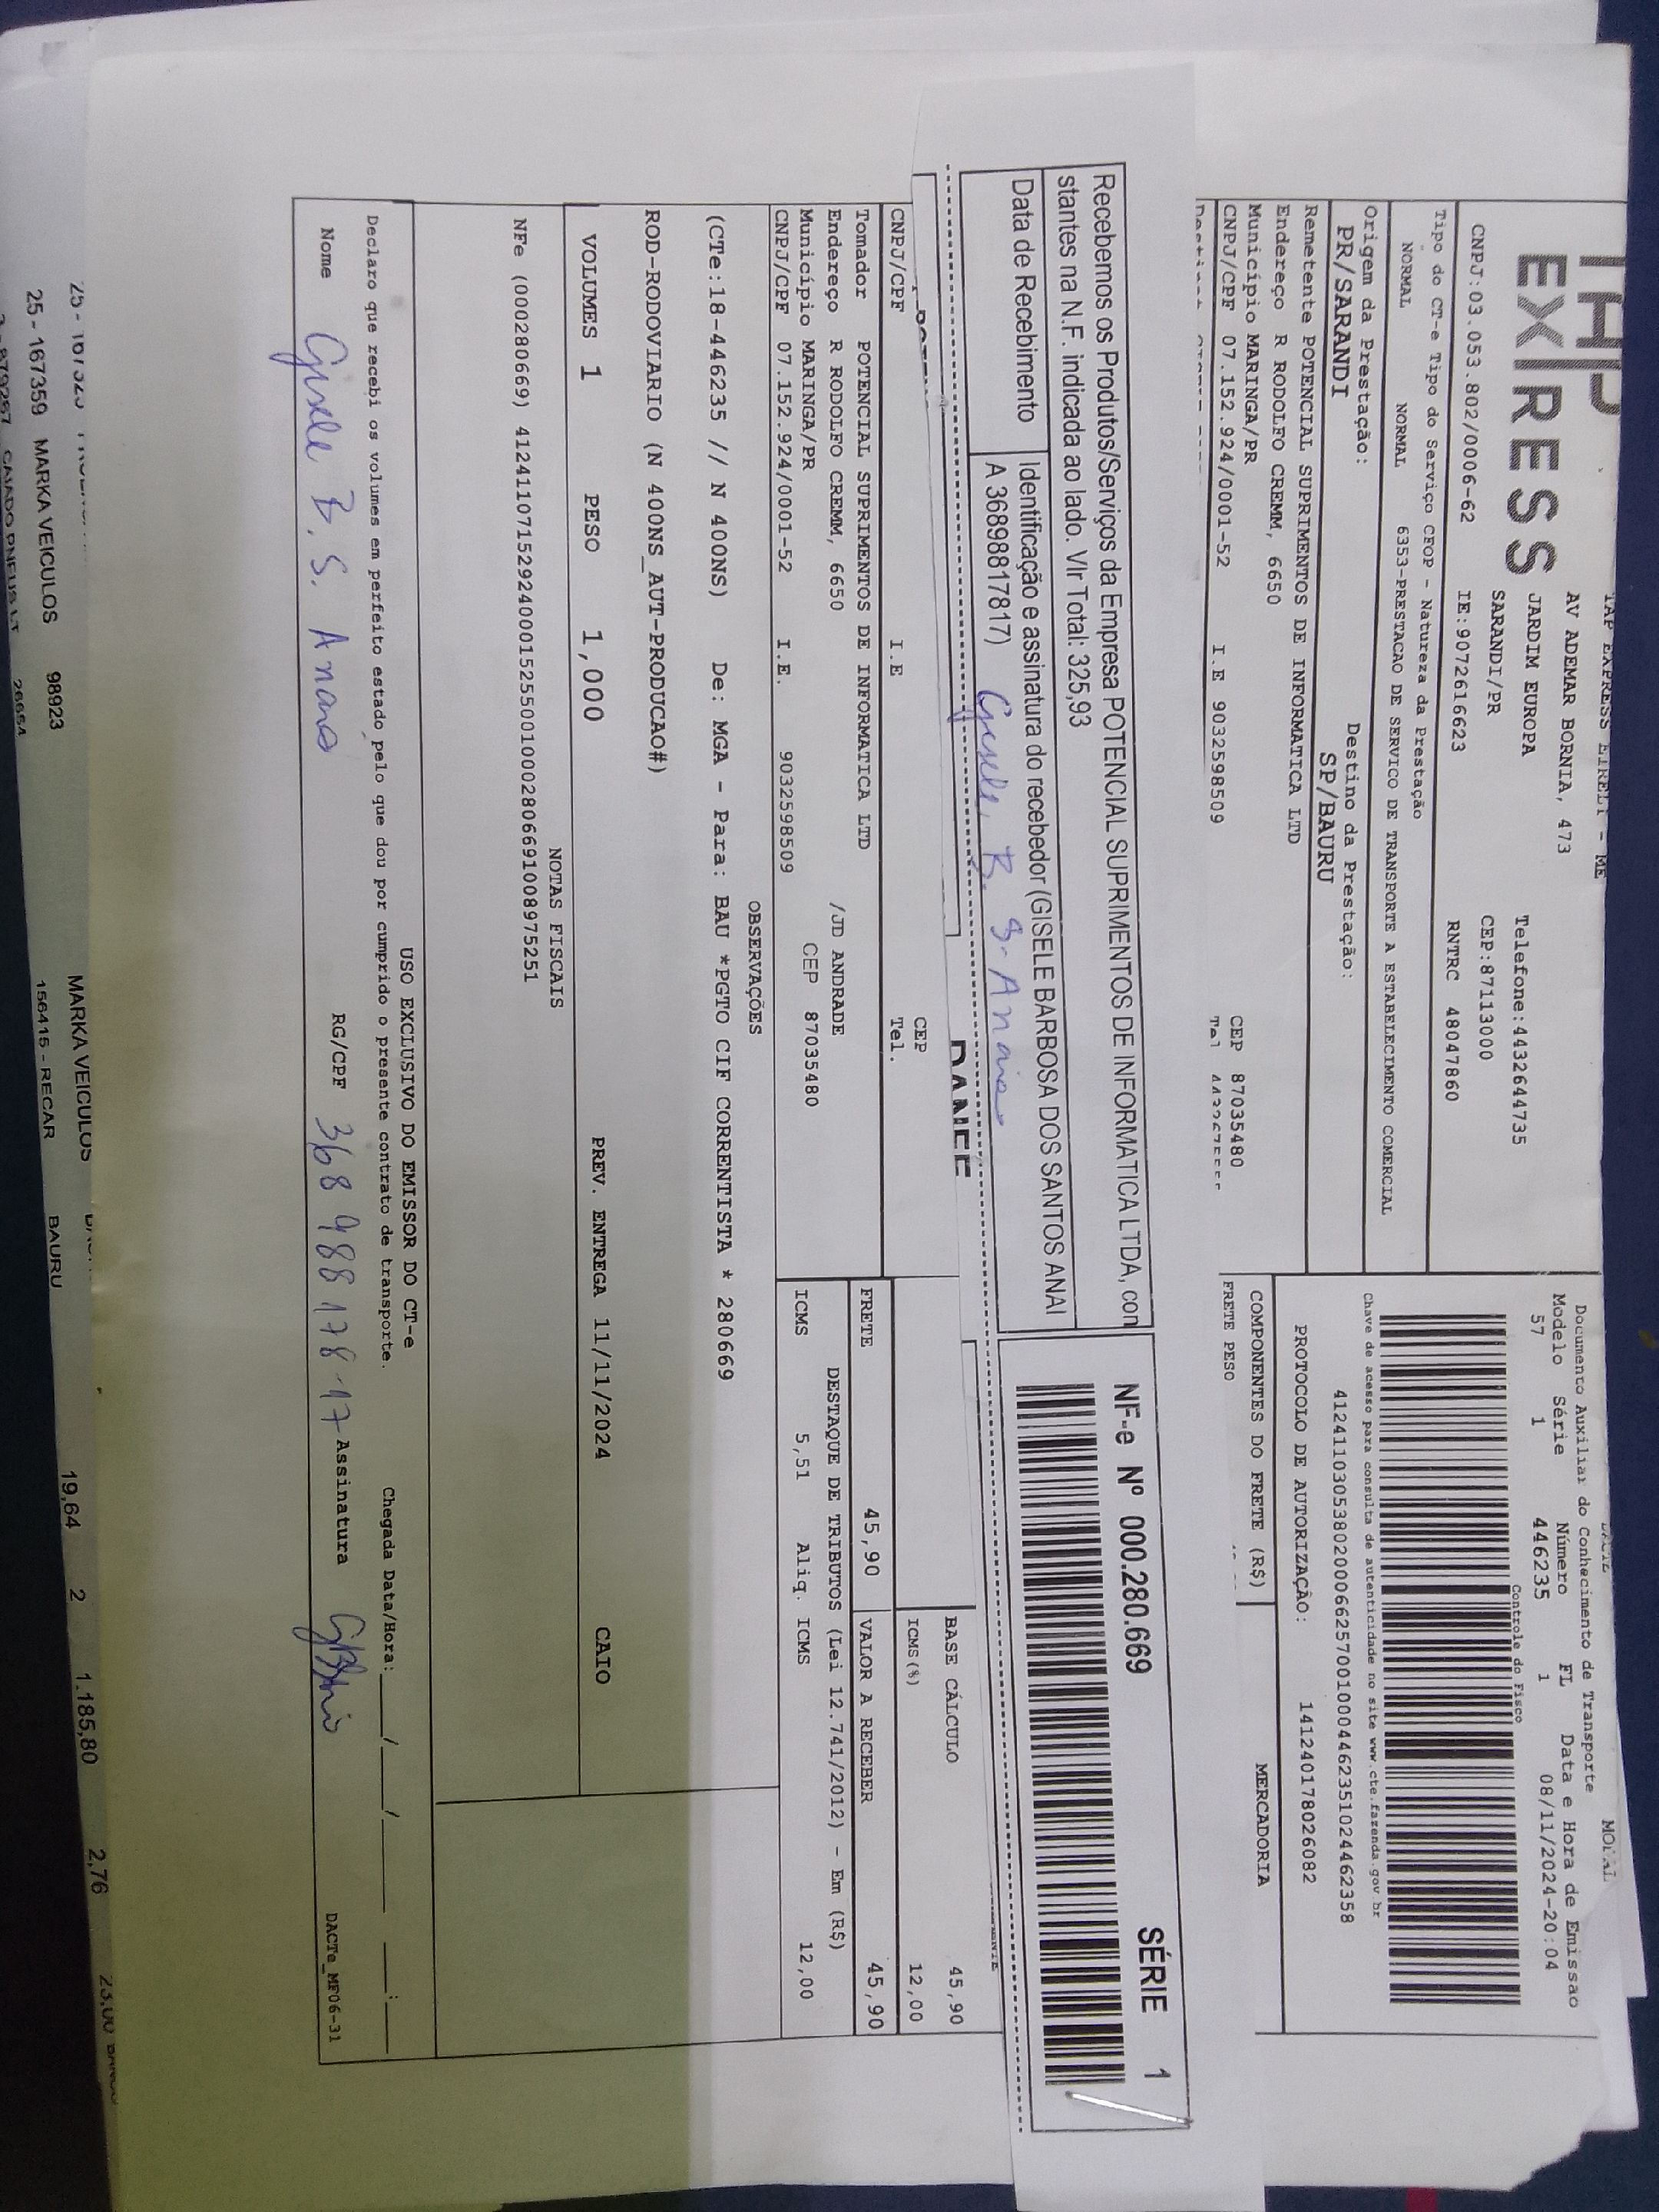 EXPRESS
TAP EXPRESS EIRELI - ME
AV ADEMAR BORNIA, 473
JARDIM EUROPA
SARANDI/PR
Telefone:4432644735
CEP:87113000
CNPJ:03.053.802/0006-62 IE:9072616623 RNTRC 48047860
Documento Auxiliar do Conhecimento de Transporte
Modelo Série Número FL Data e Hora de Emissão
57 1 446235 1 08/11/2024-20:04
Controle do Fisco
Tipo do CT-e Tipo do Serviço CFOP - Natureza da Prestação
NORMAL NORMAL 6353-PRESTACAO DE SERVICO DE TRANSPORTE A ESTABELECIMENTO COMERCIAL
Chave de acesso para consulta de autenticidade no site www.cte.fazenda.gov.br
41241103053802000662570010004462351024462358
Origem da Prestação: Destino da Prestação:
PR/SARANDI SP/BAURU
PROTOCOLO DE AUTORIZAÇÃO: 141240178026082
Remetente POTENCIAL SUPRIMENTOS DE INFORMATICA LTD
Endereço R RODOLFO CREMM, 6650
Município MARINGA/PR CEP 87035480
CNPJ/CPF 07.152.924/0001-52 I.E 9032598509
COMPONENTES DO FRETE (R$) MERCADORIA
FRETE PESO
Recebemos os Produtos/Serviços da Empresa POTENCIAL SUPRIMENTOS DE INFORMATICA LTDA, con
stantes na N.F. indicada ao lado. Vlr Total: 325,93
Data de Recebimento Identificação e assinatura do recebedor (GISELE BARBOSA DOS SANTOS ANAI
A 36898817817) Gisele B. S. Anaio
NF-e Nº 000.280.669 SÉRIE 1
DANFE
CEP
CNPJ/CPF I.E Tel.
BASE CÁLCULO 45,90
ICMS(%) 12,00
Tomador POTENCIAL SUPRIMENTOS DE INFORMATICA LTD
Endereço R RODOLFO CREMM, 6650 /JD ANDRADE
Município MARINGA/PR CEP 87035480
CNPJ/CPF 07.152.924/0001-52 I.E. 9032598509
FRETE 45,90 VALOR A RECEBER 45,90
DESTAQUE DE TRIBUTOS (Lei 12.741/2012) - Em (R$)
ICMS 5,51 Aliq. ICMS 12,00
OBSERVAÇÕES
(CTe:18-446235 // N 400NS) De: MGA - Para: BAU *PGTO CIF CORRENTISTA * 280669
ROD-RODOVIARIO (N 400NS_AUT-PRODUCAO#)
VOLUMES 1 PESO 1,000 PREV. ENTREGA 11/11/2024 CAIO
NOTAS FISCAIS
NFe (000280669) 41241107152924000152550010002806691008975251
USO EXCLUSIVO DO EMISSOR DO CT-e
Declaro que recebi os volumes em perfeito estado pelo que dou por cumprido o presente contrato de transporte. Chegada Data/Hora:___/___/___ ___:___
Nome Gisele B. S. Anaio RG/CPF 368 988 178-17 Assinatura
DACTe_MF06-31
MARKA VEICULOS
25 - 167359 MARKA VEICULOS 98923 156415 - RECAR BAURU 19,64 2 1.185,80 2,76